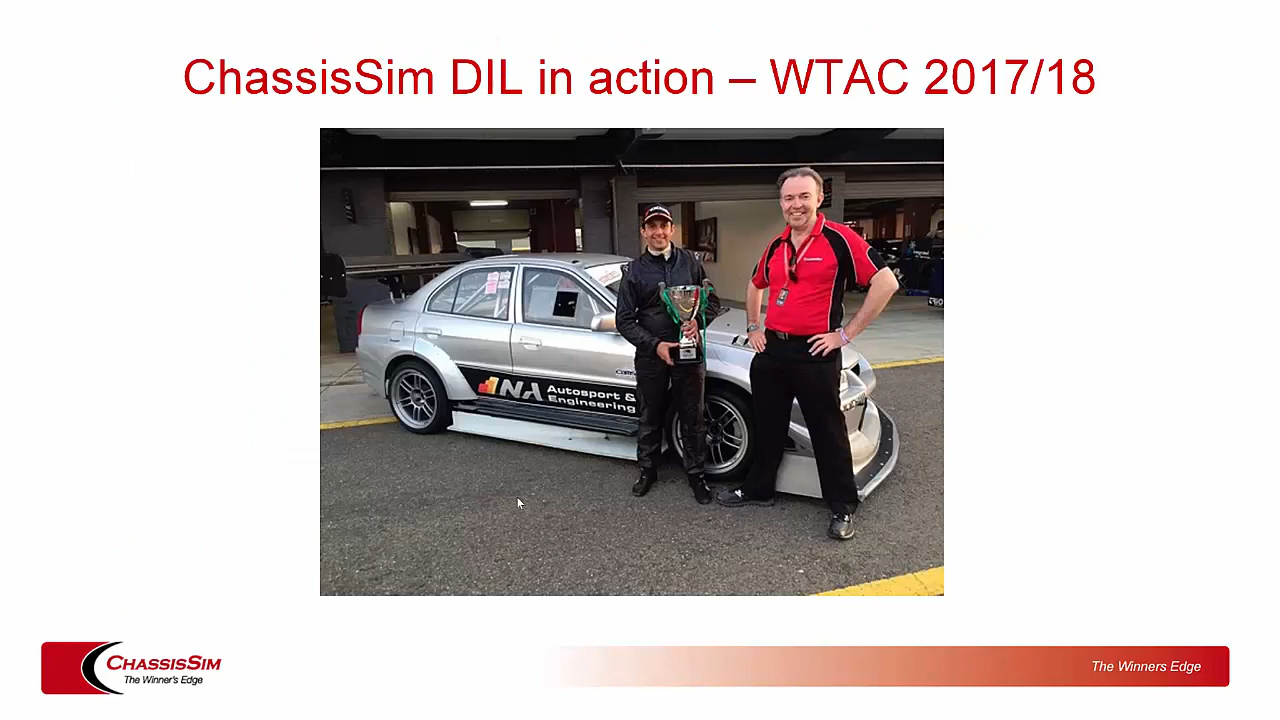 ChassisSim DIL in action – WTAC 2017/18
NA Autosport &
Engineering
CHASSISSIM
The Winner's Edge
The Winners Edge